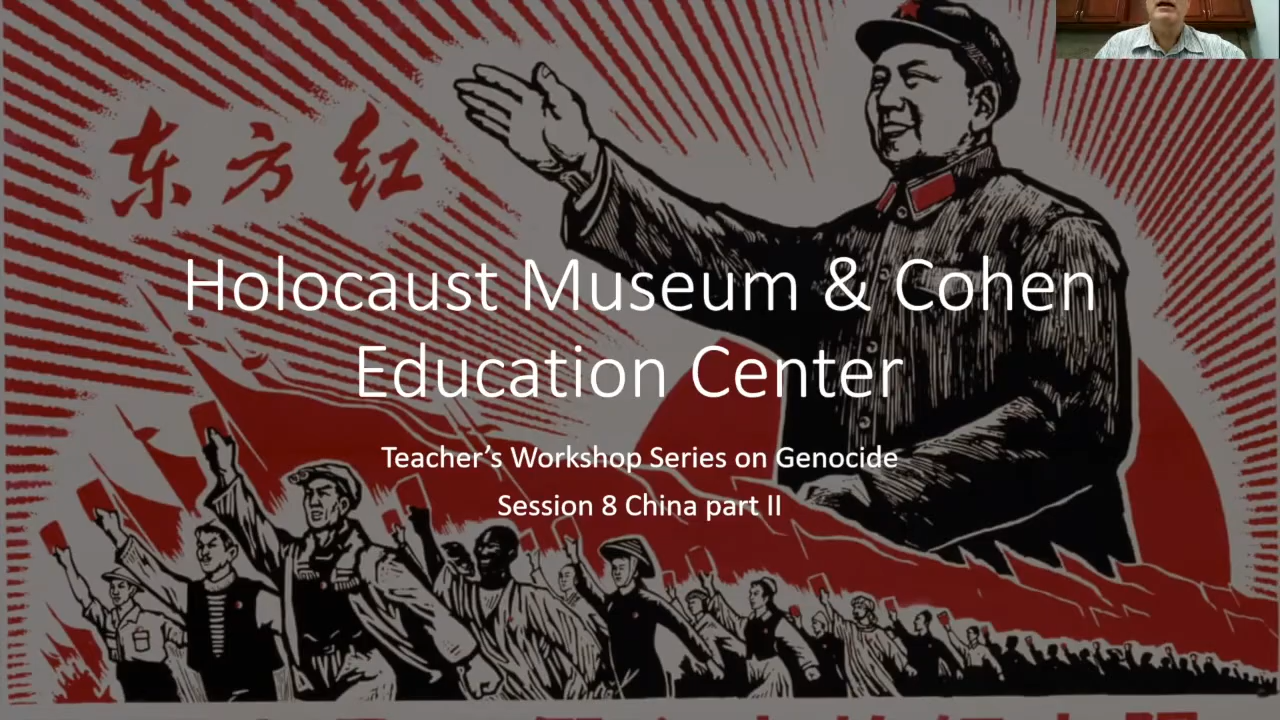 东方红
Holocaust Museum & Cohen
Education Center
Teacher’s Workshop Series on Genocide
Session 8 China part II